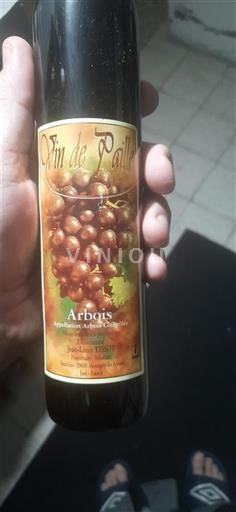 Vin de Paille
VINIOU
Arbois
Appellation Arbois Contrôlée
Domaine
Jean-Louis TISSOT
Jura - France